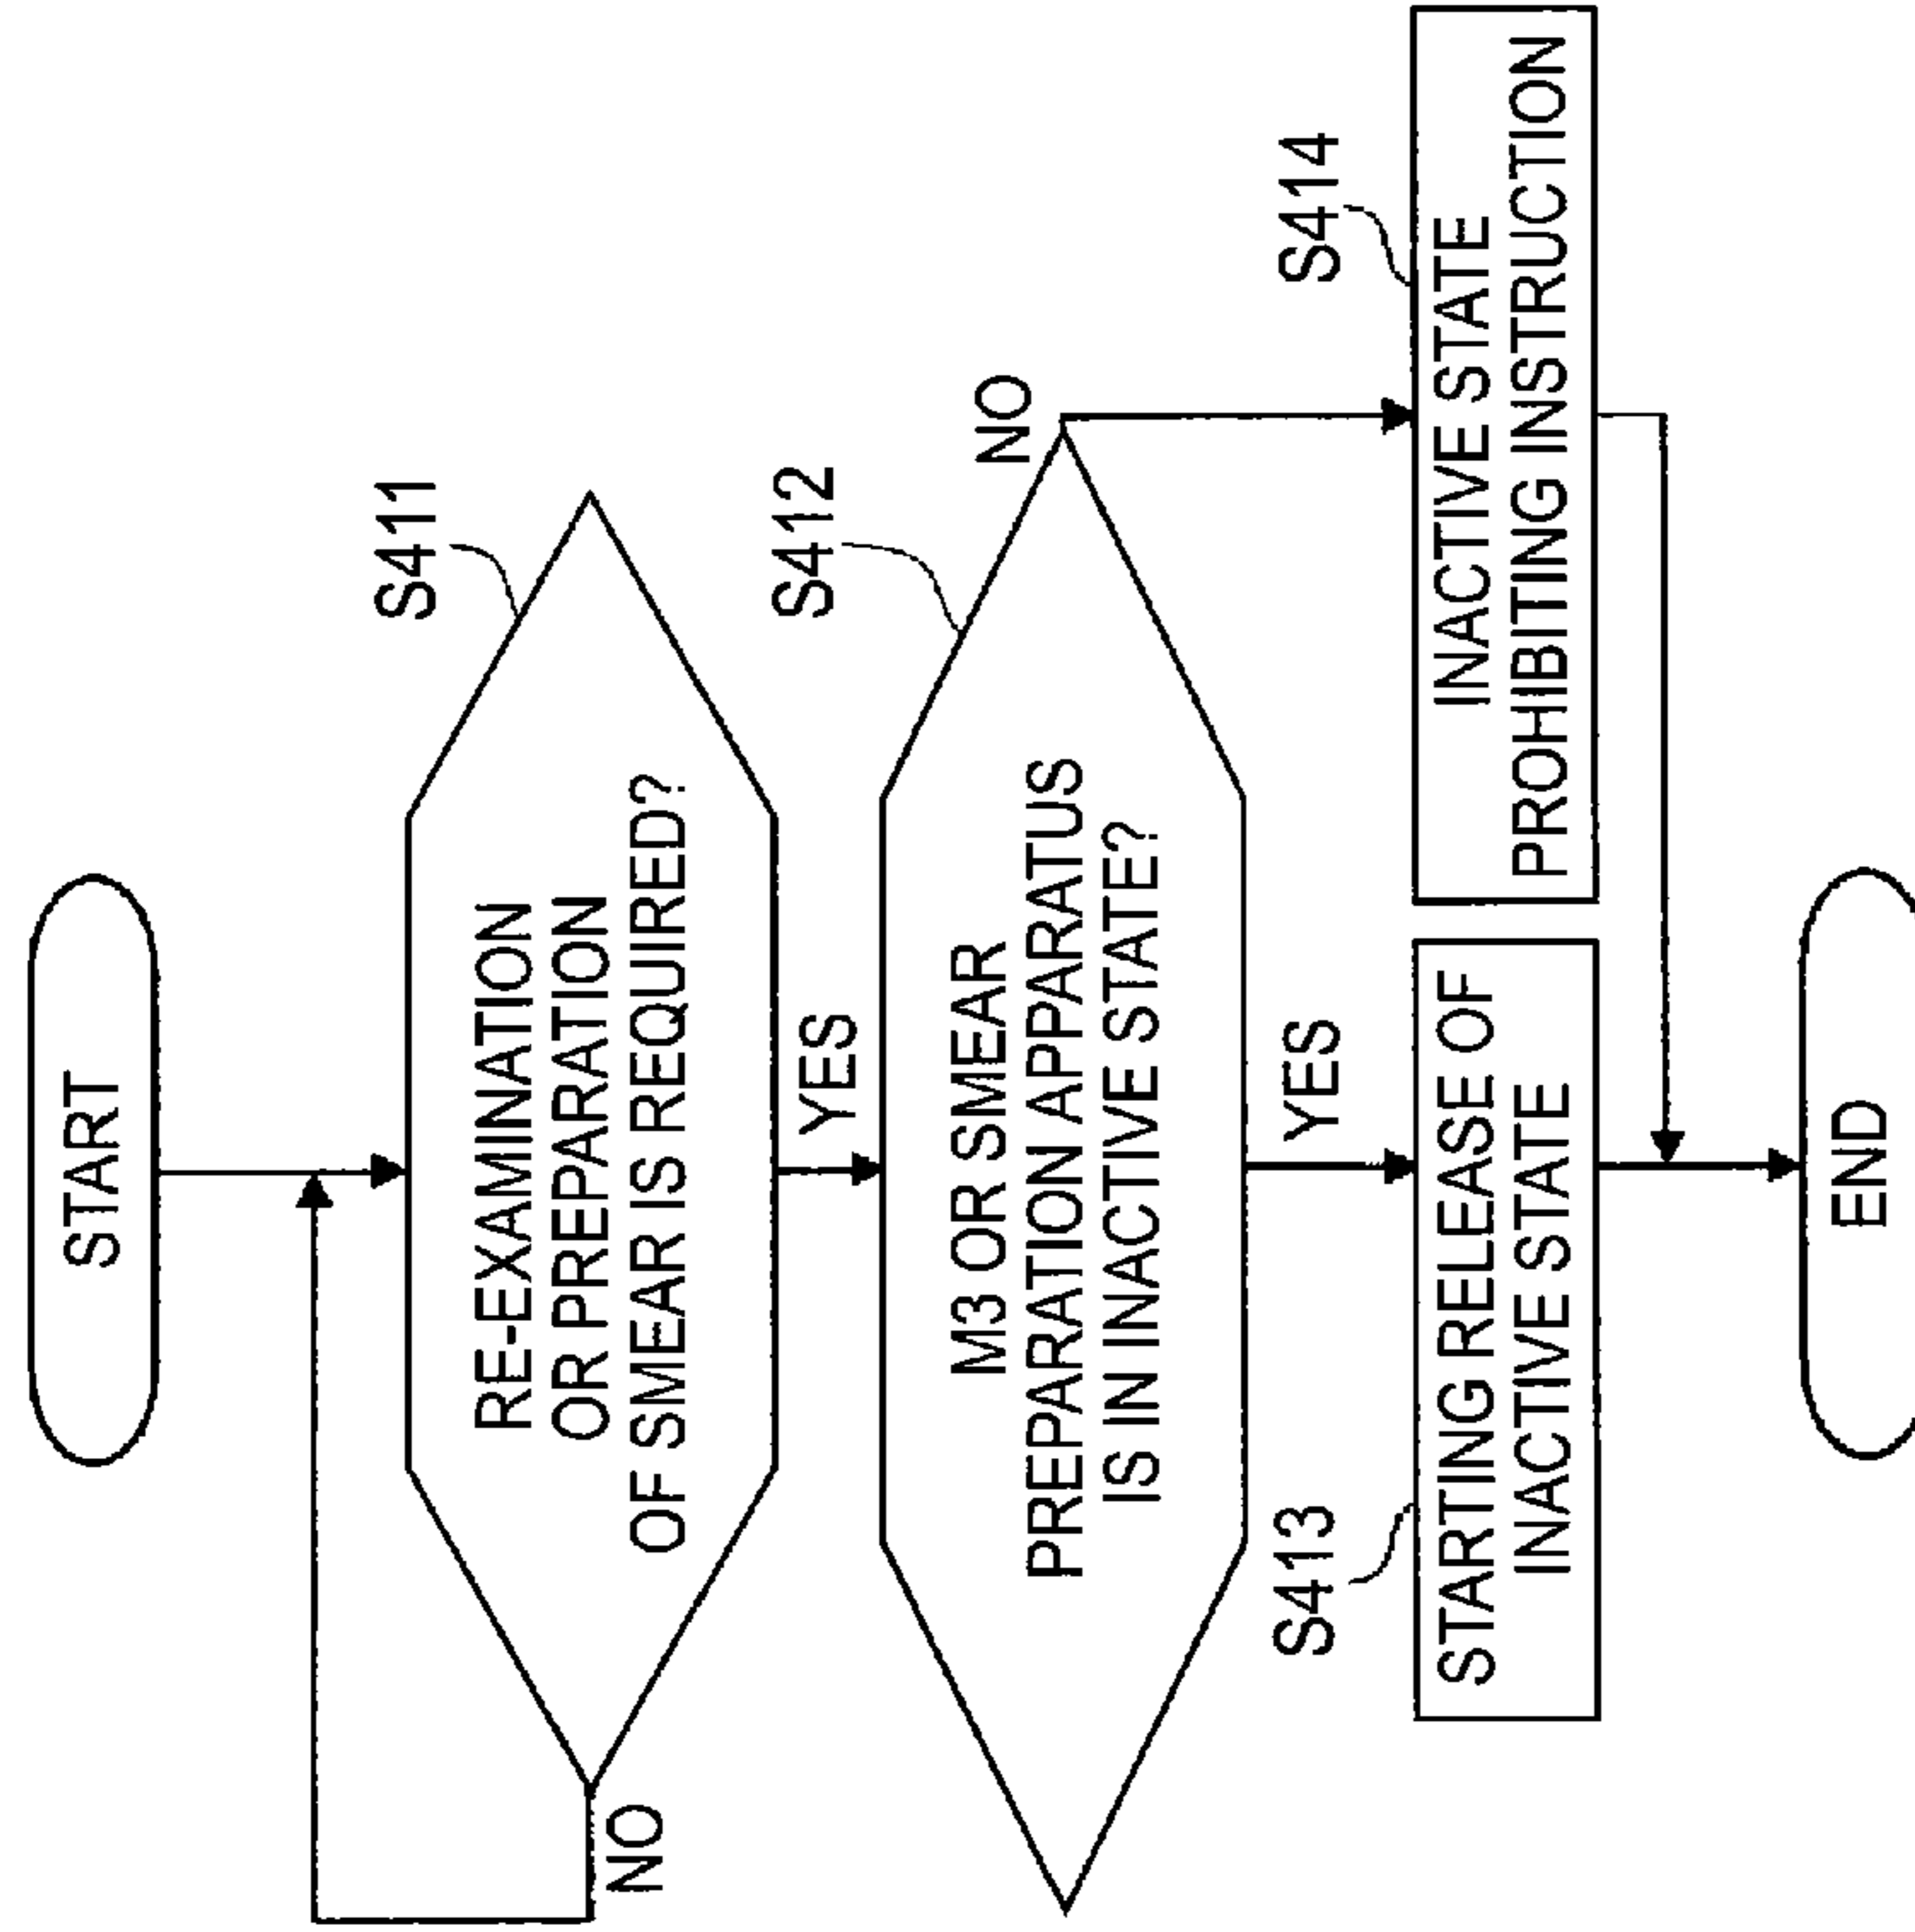 START
S411
RE-EXAMINATION
OR PREPARATION
OF SMEAR IS REQUIRED?
NO
YES
S412
M3 OR SMEAR
PREPARATION APPARATUS
IS IN INACTIVE STATE?
NO
YES
S413
STARTING RELEASE OF
INACTIVE STATE
S414
INACTIVE STATE
PROHIBITING INSTRUCTION
END